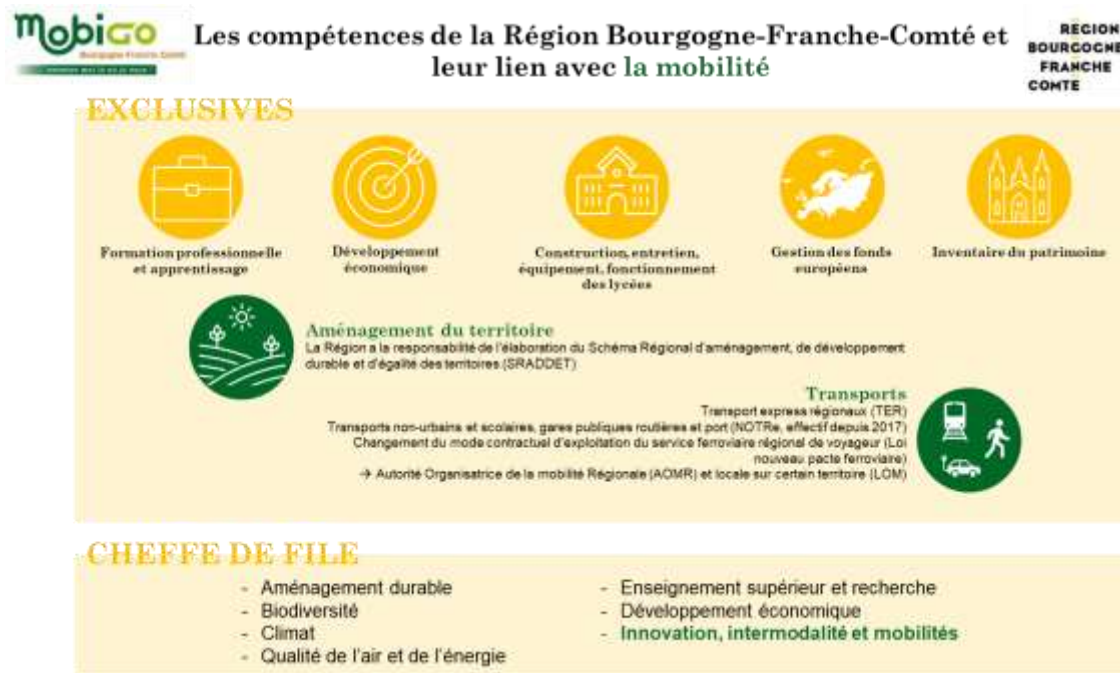 mobiGO
Bourgogne Franche Comté
Les compétences de la Région Bourgogne-Franche-Comté et
leur lien avec la mobilité
REGION
BOURGOGNE
FRANCHE
COMTE
EXCLUSIVES
Formation professionnelle
et apprentissage
Développement
économique
Construction, entretien,
équipement, fonctionnement
des lycées
Gestion des fonds
européens
Inventaire du patrimoine
Aménagement du territoire
La Région a la responsabilité de l'élaboration du Schéma Régional d'aménagement, de développement
durable et d'égalité des territoires (SRADDET)
Transports
Transport express régionaux (TER)
Transports non-urbains et scolaires, gares publiques routières et port (NOTRe, effectif depuis 2017)
Changement du mode contractuel d'exploitation du service ferroviaire régional de voyageur (Loi
nouveau pacte ferroviaire)
→ Autorité Organisatrice de la mobilité Régionale (AOMR) et locale sur certain territoire (LOM)
CHEFFE DE FILE
- Aménagement durable
- Biodiversité
- Climat
- Qualité de l'air et de l'énergie
- Enseignement supérieur et recherche
- Développement économique
- Innovation, intermodalité et mobilités